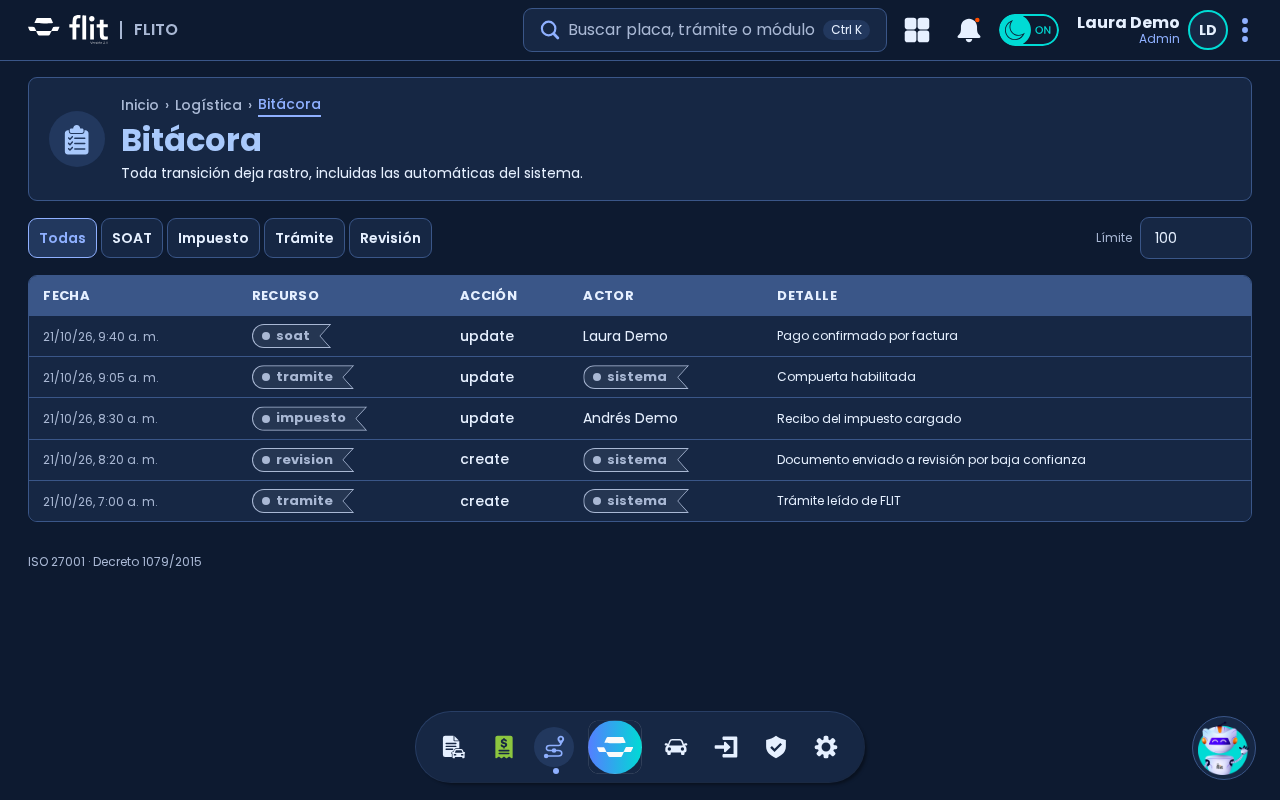 flit | FLITO
Buscar placa, trámite o módulo Ctrl K
ON
Laura Demo
Admin
LD
Inicio › Logística › Bitácora
Bitácora
Toda transición deja rastro, incluidas las automáticas del sistema.
Todas SOAT Impuesto Trámite Revisión
Límite 100
FECHA RECURSO ACCIÓN ACTOR DETALLE
21/10/26, 9:40 a. m. soat update Laura Demo Pago confirmado por factura
21/10/26, 9:05 a. m. tramite update sistema Compuerta habilitada
21/10/26, 8:30 a. m. impuesto update Andrés Demo Recibo del impuesto cargado
21/10/26, 8:20 a. m. revision create sistema Documento enviado a revisión por baja confianza
21/10/26, 7:00 a. m. tramite create sistema Trámite leído de FLIT
ISO 27001 · Decreto 1079/2015